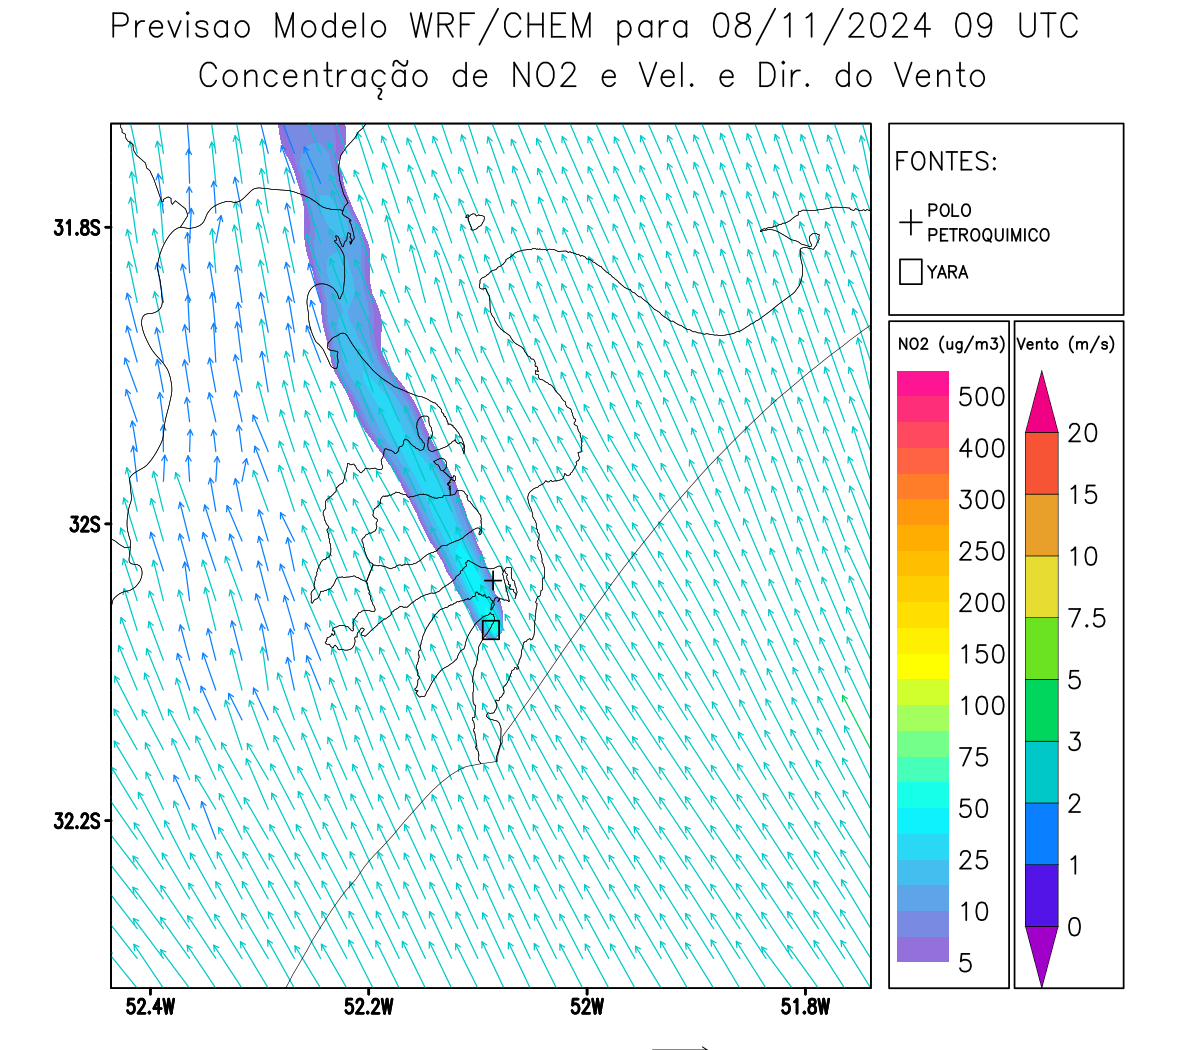 Previsao Modelo WRF/CHEM para 08/11/2024 09 UTC
Concentração de NO2 e Vel. e Dir. do Vento
FONTES:
POLO
PETROQUIMICO
YARA
NO2 (ug/m3)
500
400
300
250
200
150
100
75
50
25
10
5
Vento (m/s)
20
15
10
7.5
5
3
2
1
0
31.8S
32S
32.2S
52.4W
52.2W
52W
51.8W